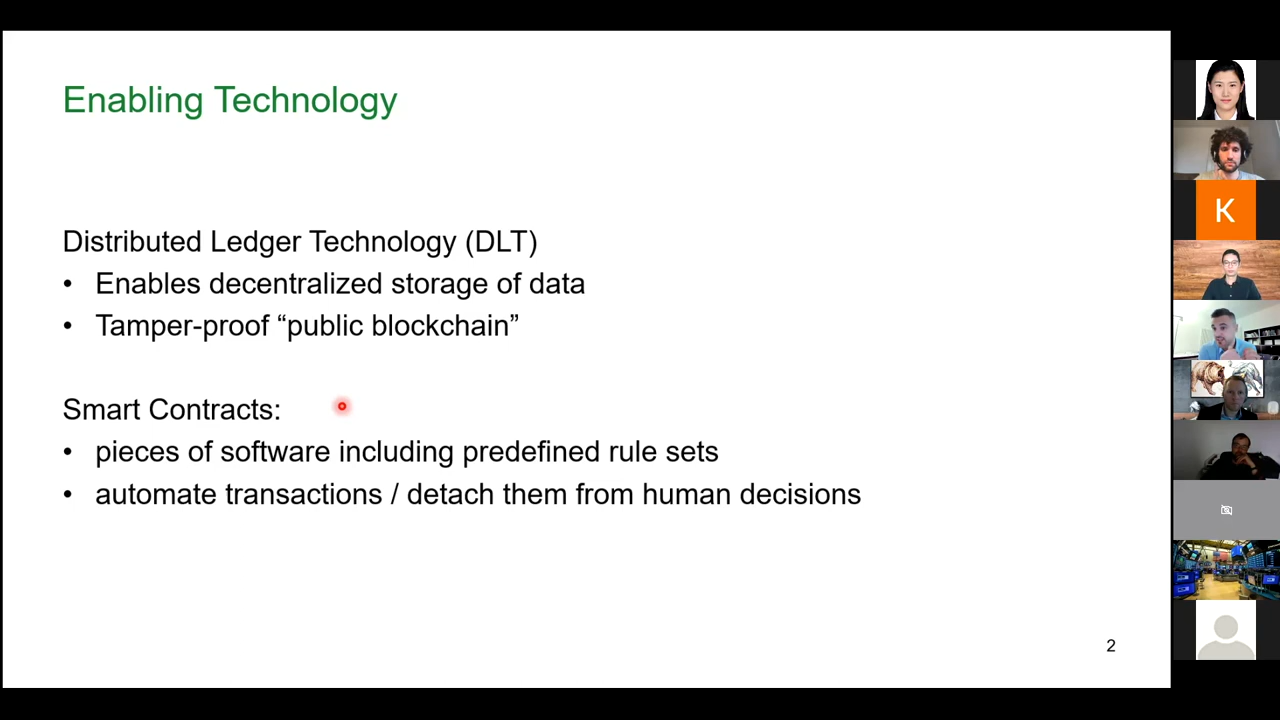 Enabling Technology
Distributed Ledger Technology (DLT)
• Enables decentralized storage of data
• Tamper-proof “public blockchain”
Smart Contracts:
• pieces of software including predefined rule sets
• automate transactions / detach them from human decisions
2
K